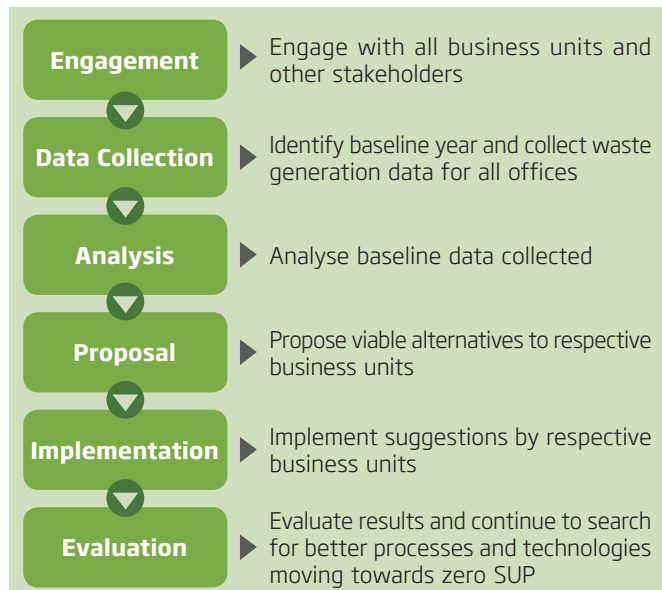 Engagement
Engage with all business units and
other stakeholders
Data Collection
Identify baseline year and collect waste
generation data for all offices
Analysis
Analyse baseline data collected
Proposal
Propose viable alternatives to respective
business units
Implementation
Implement suggestions by respective
business units
Evaluation
Evaluate results and continue to search
for better processes and technologies
moving towards zero SUP